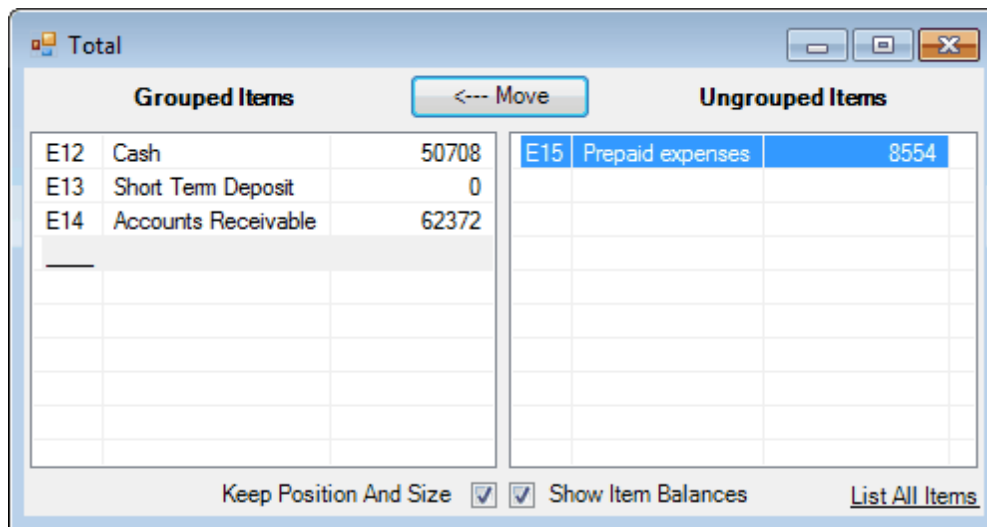 Total
Grouped Items
<--- Move
Ungrouped Items
E12 Cash 50708
E13 Short Term Deposit 0
E14 Accounts Receivable 62372
E15 Prepaid expenses 8554
Keep Position And Size
Show Item Balances
List All Items